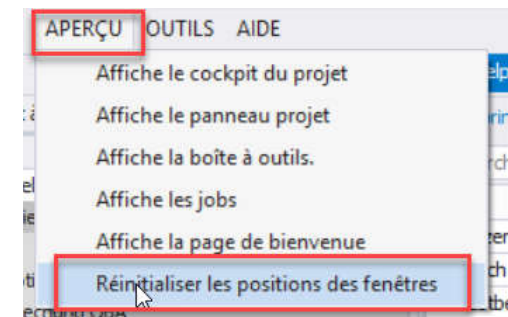 APERÇU OUTILS AIDE
Affiche le cockpit du projet
Affiche le panneau projet
Affiche la boîte à outils.
Affiche les jobs
Affiche la page de bienvenue
Réinitialiser les positions des fenêtres